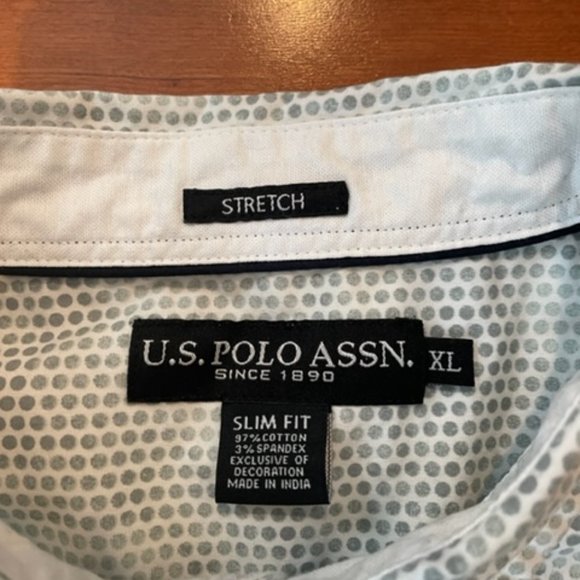 STRETCH
U.S. POLO ASSN. XL
SINCE 1890
SLIM FIT
97% COTTON
3% SPANDEX
EXCLUSIVE OF
DECORATION
MADE IN INDIA